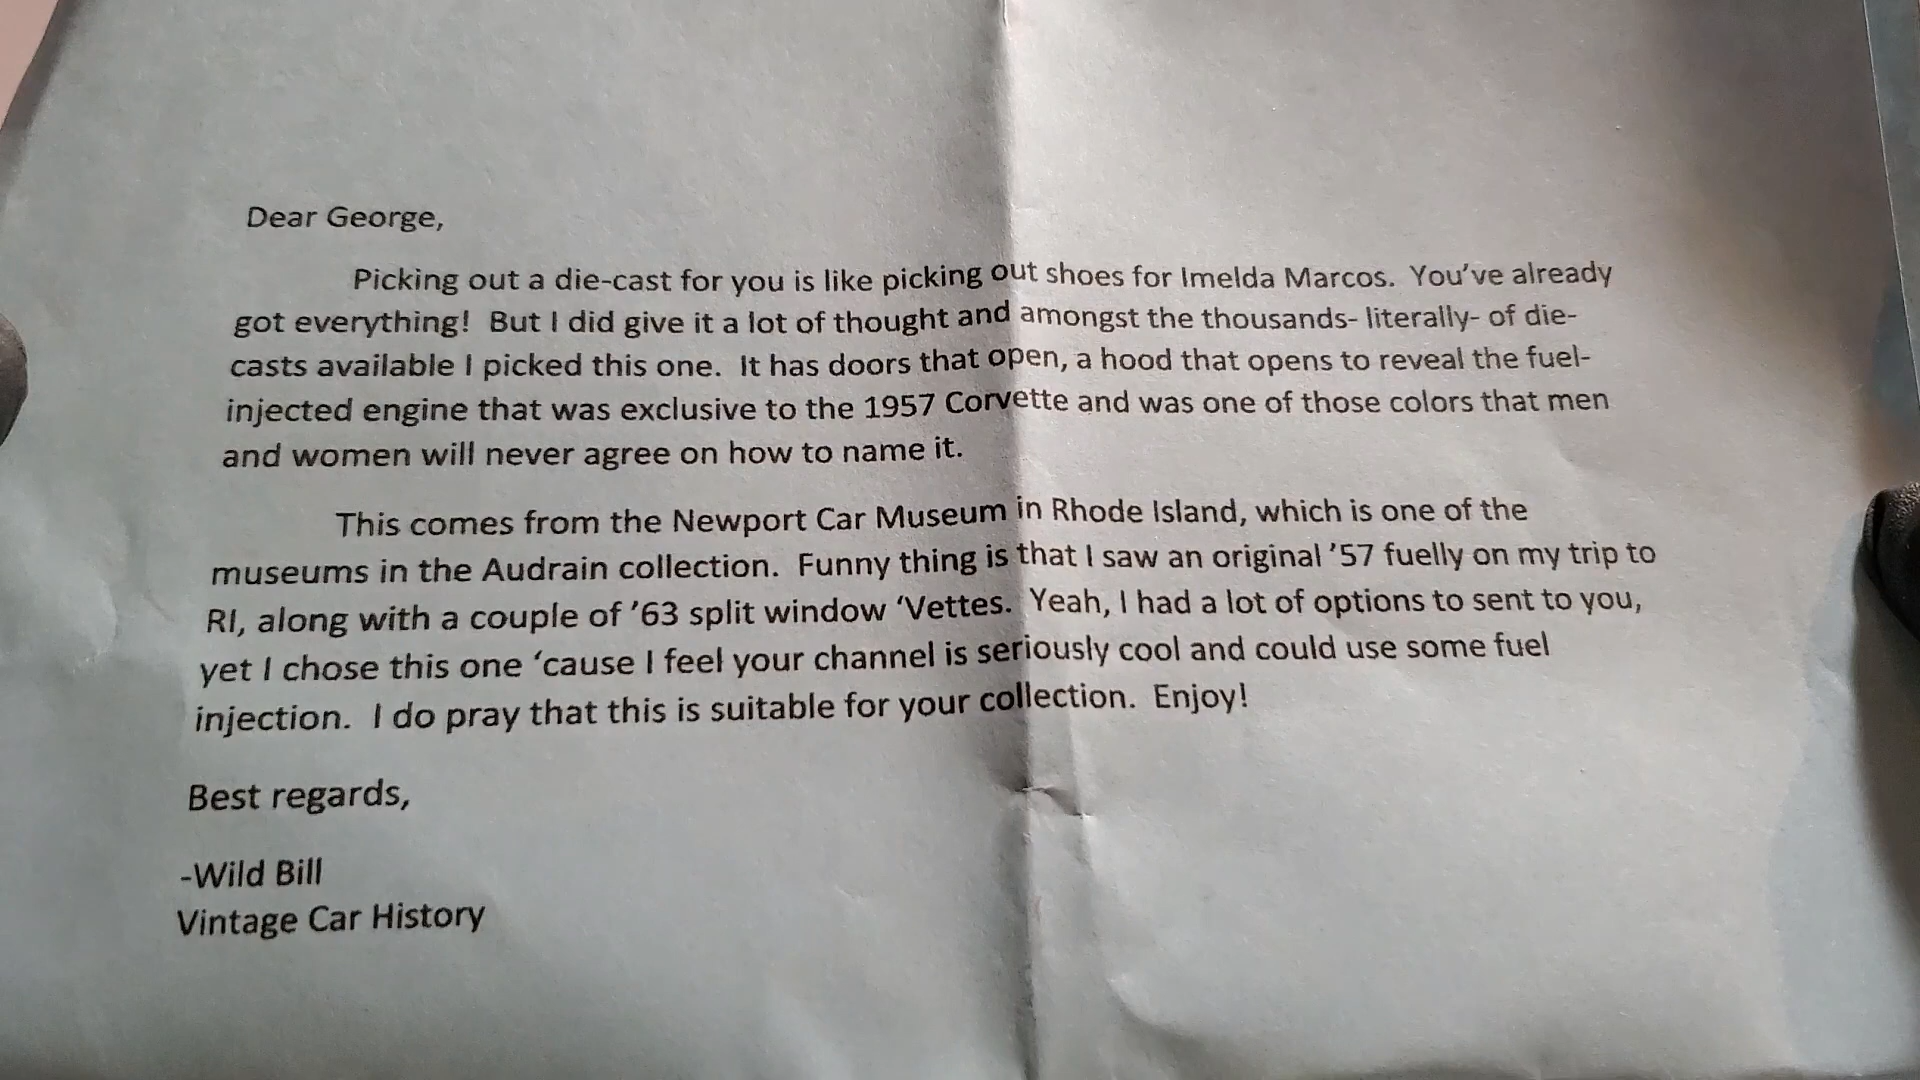 Dear George,
Picking out a die-cast for you is like picking out shoes for Imelda Marcos. You've already
got everything! But I did give it a lot of thought and amongst the thousands- literally- of die-
casts available I picked this one. It has doors that open, a hood that opens to reveal the fuel-
injected engine that was exclusive to the 1957 Corvette and was one of those colors that men
and women will never agree on how to name it.
This comes from the Newport Car Museum in Rhode Island, which is one of the
museums in the Audrain collection. Funny thing is that I saw an original '57 fuelly on my trip to
RI, along with a couple of '63 split window 'Vettes. Yeah, I had a lot of options to sent to you,
yet I chose this one 'cause I feel your channel is seriously cool and could use some fuel
injection. I do pray that this is suitable for your collection. Enjoy!
Best regards,
-Wild Bill
Vintage Car History